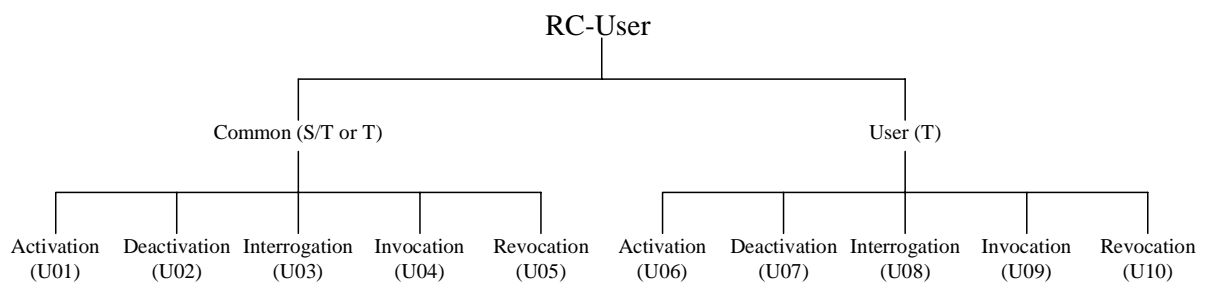 RC-User
Common (S/T or T)
User (T)
Activation
(U01)
Deactivation
(U02)
Interrogation
(U03)
Invocation
(U04)
Revocation
(U05)
Activation
(U06)
Deactivation
(U07)
Interrogation
(U08)
Invocation
(U09)
Revocation
(U10)